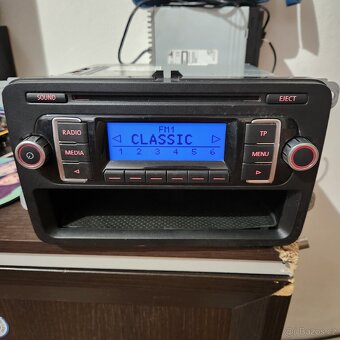 SOUND
EJECT
RADIO
MEDIA
FM1
CLASSIC
1 2 3 4 5 6
TP
MENU